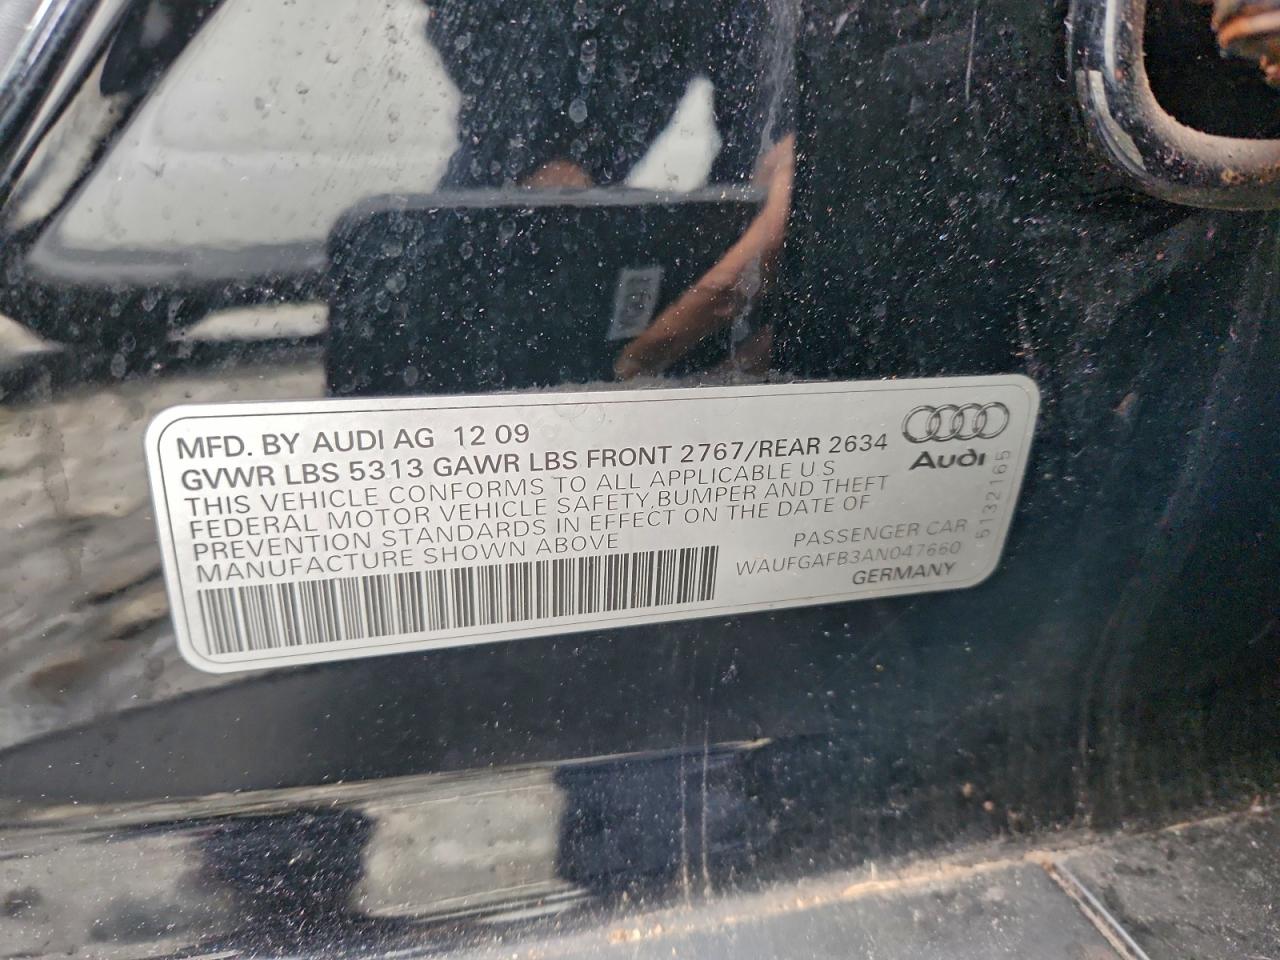 MFD. BY AUDI AG 12 09
GVWR LBS 5313 GAWR LBS FRONT 2767/REAR 2634
THIS VEHICLE CONFORMS TO ALL APPLICABLE U S
FEDERAL MOTOR VEHICLE SAFETY, BUMPER AND THEFT
PREVENTION STANDARDS IN EFFECT ON THE DATE OF
MANUFACTURE SHOWN ABOVE
PASSENGER CAR
WAUFGAFB3AN047660
GERMANY
Audi
5132165